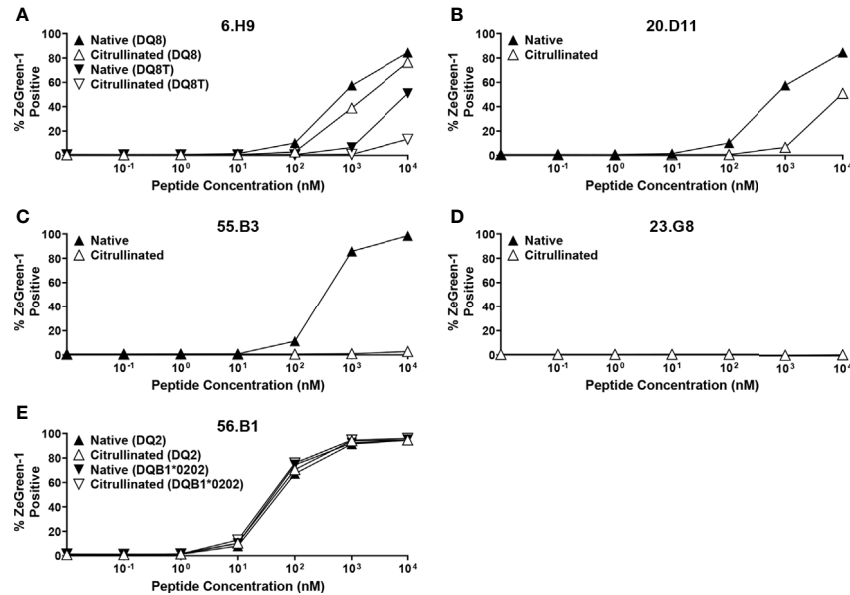 A
6.H9
▲ Native (DQ8)
△ Citrullinated (DQ8)
▼ Native (DQ8T)
▽ Citrullinated (DQ8T)
% ZeGreen-1
Positive
100
80
60
40
20
0
10⁻¹ 10⁰ 10¹ 10² 10³ 10⁴
Peptide Concentration (nM)
B
20.D11
▲ Native
△ Citrullinated
% ZeGreen-1
Positive
100
80
60
40
20
0
10⁻¹ 10⁰ 10¹ 10² 10³ 10⁴
Peptide Concentration (nM)
C
55.B3
▲ Native
△ Citrullinated
% ZeGreen-1
Positive
100
80
60
40
20
0
10⁻¹ 10⁰ 10¹ 10² 10³ 10⁴
Peptide Concentration (nM)
D
23.G8
▲ Native
△ Citrullinated
% ZeGreen-1
Positive
100
80
60
40
20
0
10⁻¹ 10⁰ 10¹ 10² 10³ 10⁴
Peptide Concentration (nM)
E
56.B1
▲ Native (DQ2)
△ Citrullinated (DQ2)
▼ Native (DQB1*0202)
▽ Citrullinated (DQB1*0202)
% ZeGreen-1
Positive
100
80
60
40
20
0
10⁻¹ 10⁰ 10¹ 10² 10³ 10⁴
Peptide Concentration (nM)